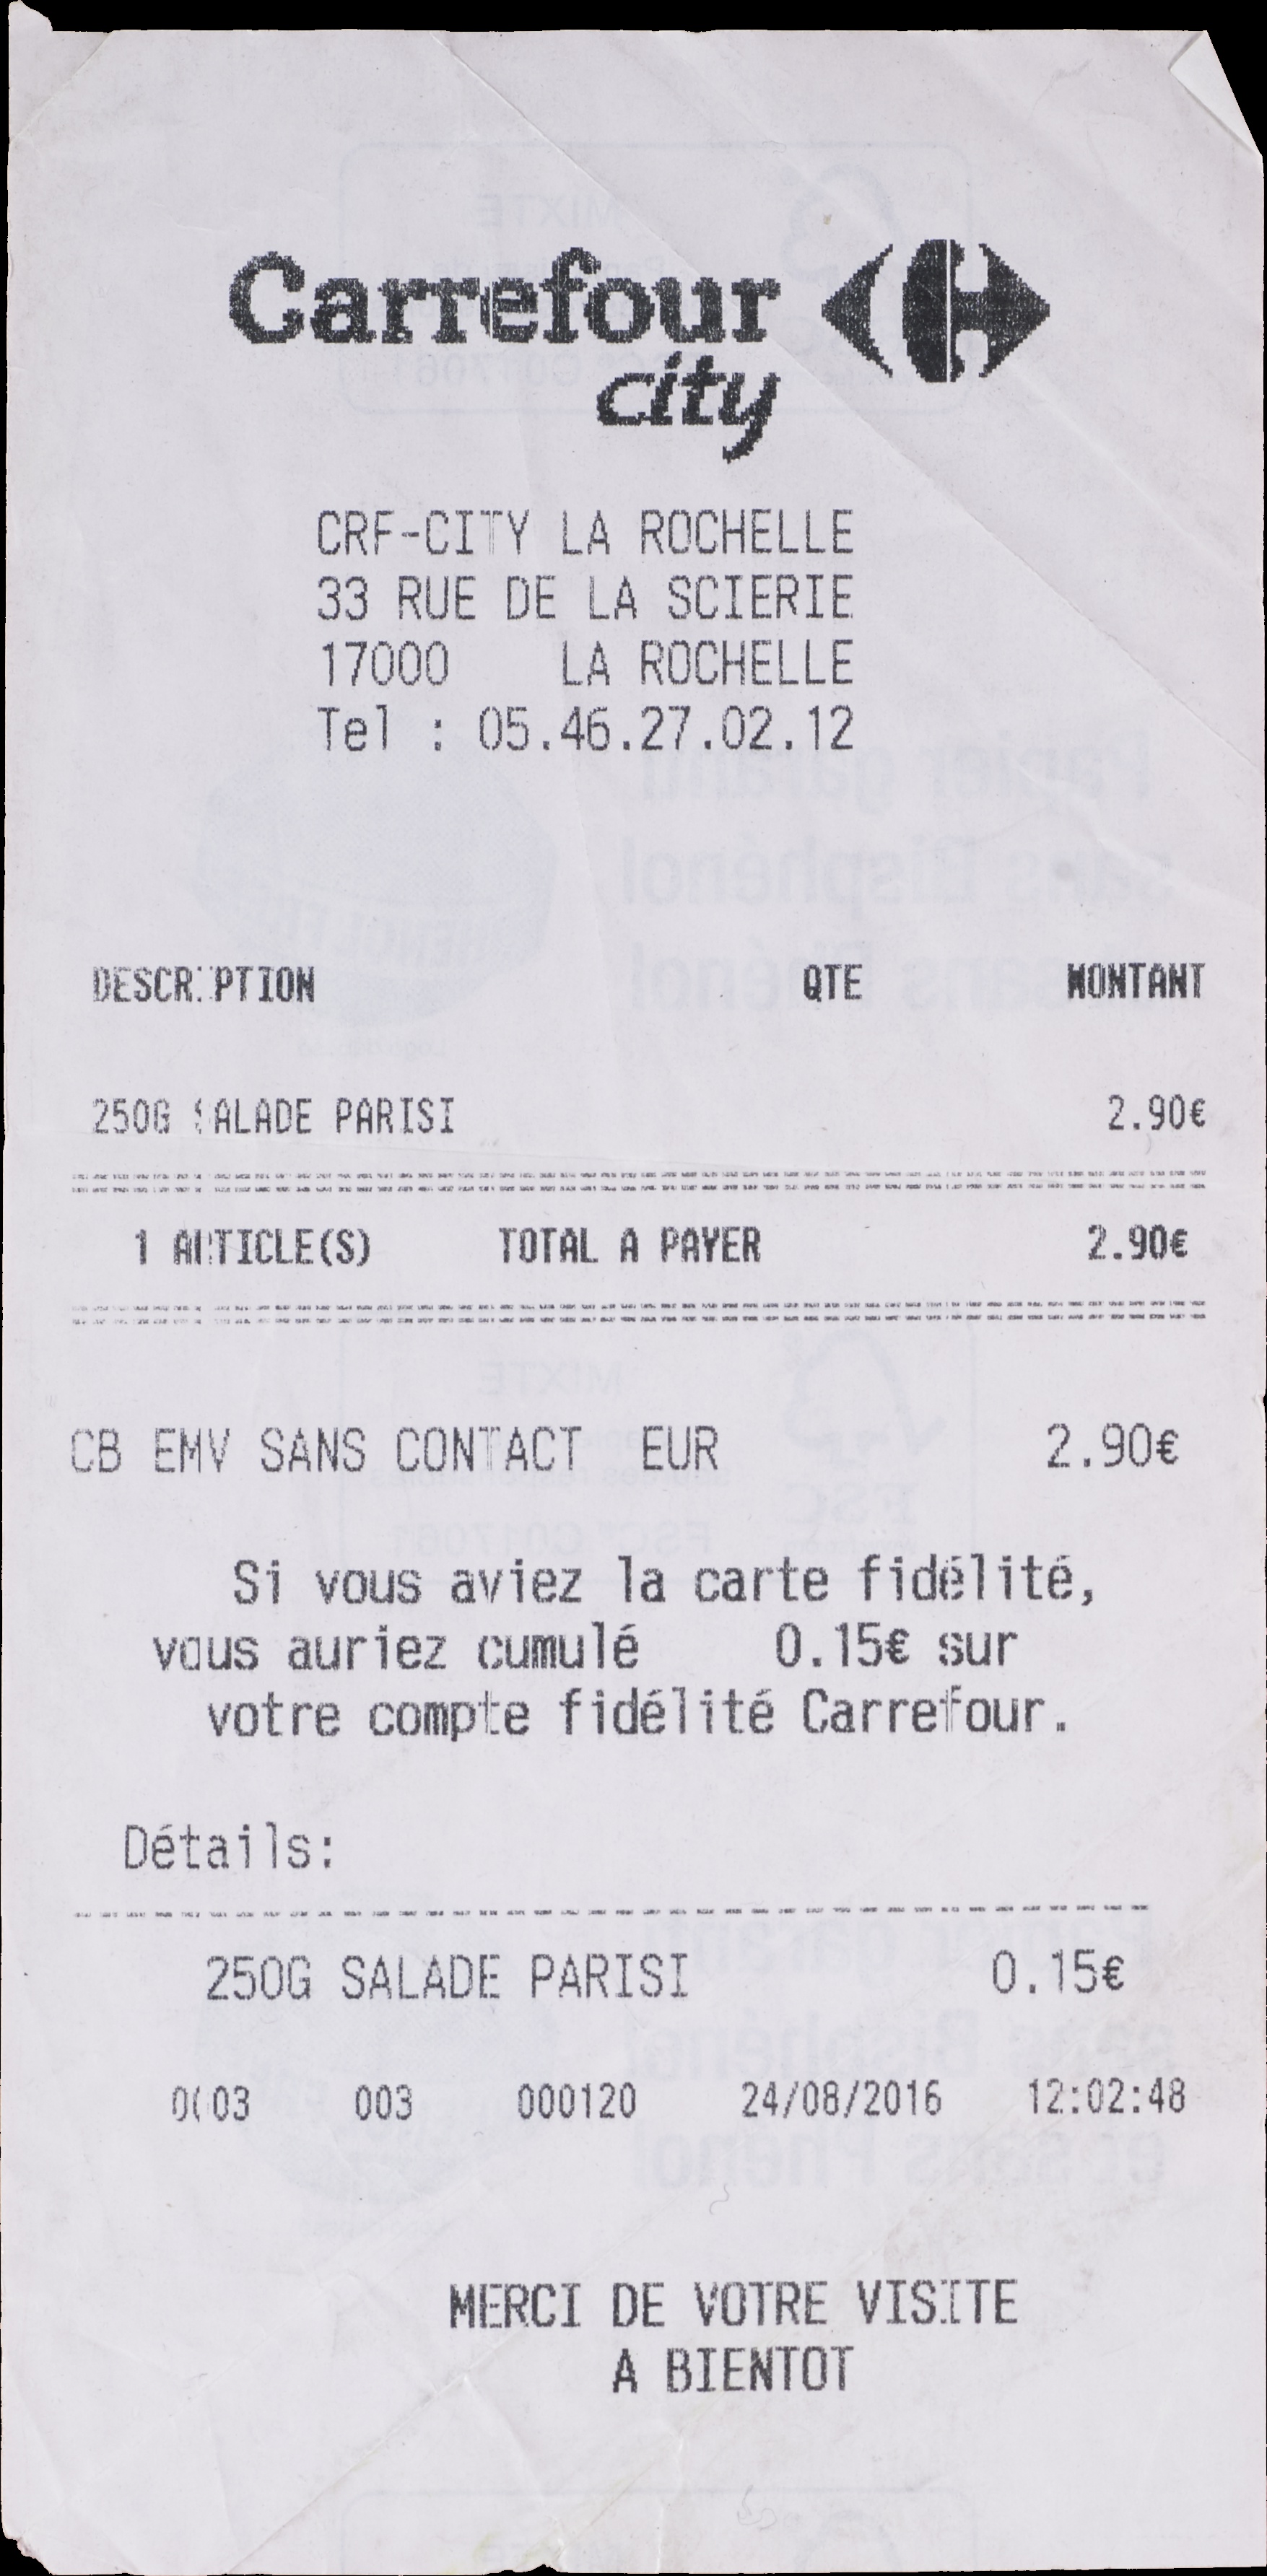 Carrefour
city
CRF-CITY LA ROCHELLE
33 RUE DE LA SCIERIE
17000 LA ROCHELLE
Tel : 05.46.27.02.12
DESCRIPTION QTE MONTANT
250G SALADE PARISI 2.90€
1 ARTICLE(S) TOTAL A PAYER 2.90€
CB EMV SANS CONTACT EUR 2.90€
Si vous aviez la carte fidélité,
vous auriez cumulé 0.15€ sur
votre compte fidélité Carrefour.
Détails:
250G SALADE PARISI 0.15€
0003 003 000120 24/08/2016 12:02:48
MERCI DE VOTRE VISITE
A BIENTOT